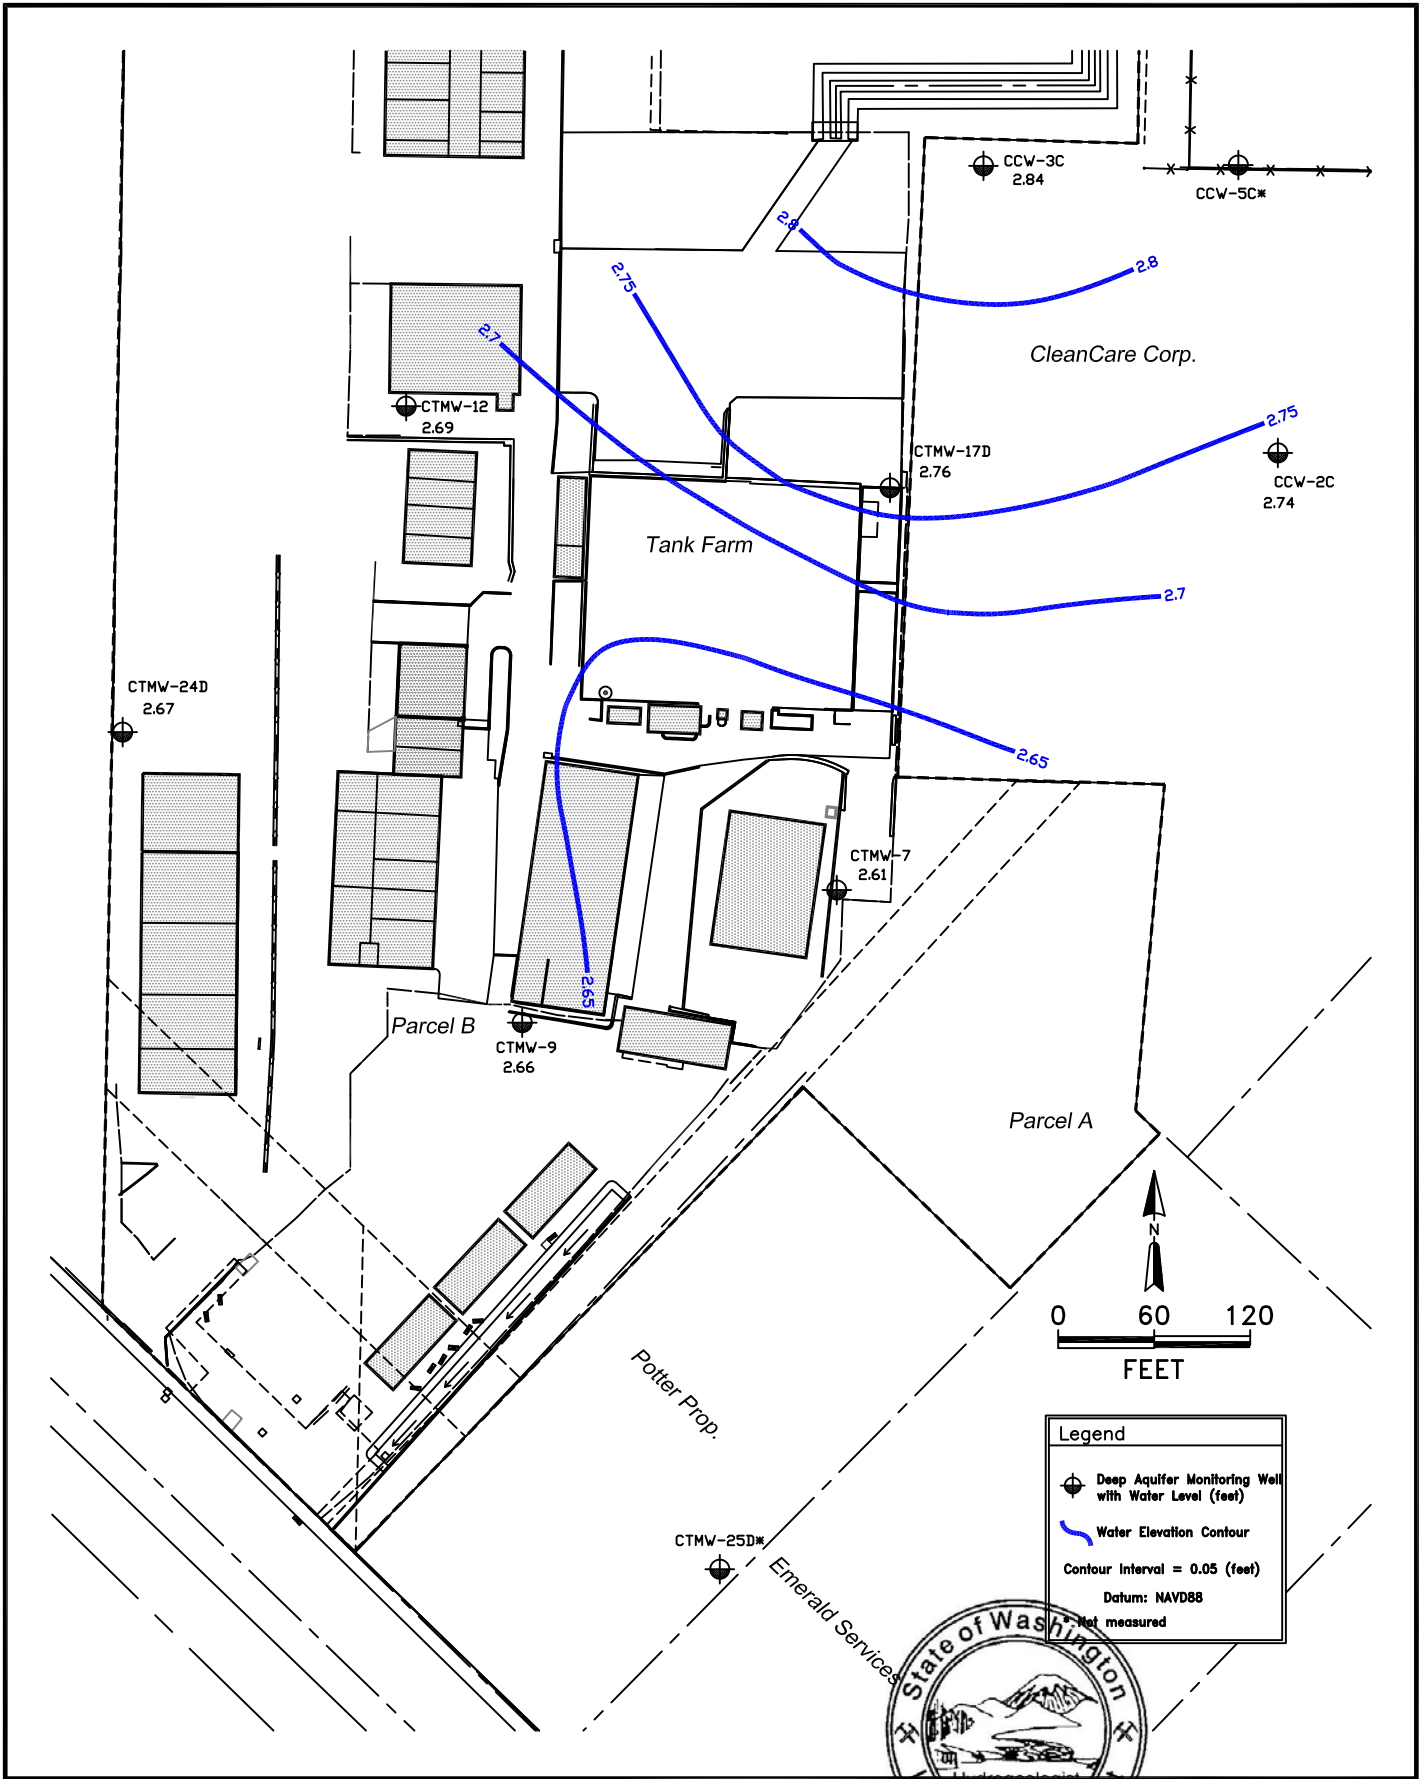 CCW-3C
2.84
CCW-5C*
2.8
2.8
2.75
2.7
CleanCare Corp.
CTMW-12
2.69
2.75
CTMW-17D
2.76
CCW-2C
2.74
Tank Farm
2.7
CTMW-24D
2.67
2.65
CTMW-7
2.61
2.65
Parcel B
CTMW-9
2.66
Parcel A
N
0 60 120
FEET
Potter Prop.
Legend
Deep Aquifer Monitoring Well
with Water Level (feet)
Water Elevation Contour
Contour Interval = 0.05 (feet)
Datum: NAVD88
* Not measured
CTMW-25D*
Emerald Services
State of Washington
Hydrogeologist